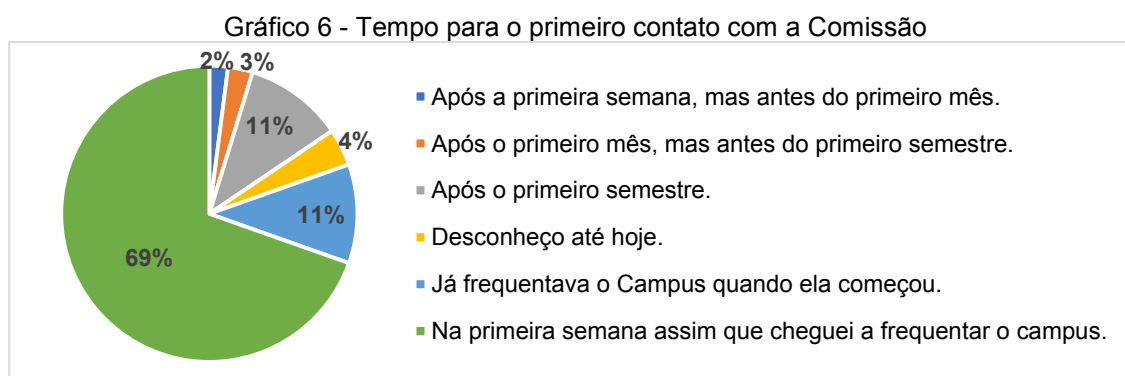 Gráfico 6 - Tempo para o primeiro contato com a Comissão
2%
3%
11%
4%
11%
69%
Após a primeira semana, mas antes do primeiro mês.
Após o primeiro mês, mas antes do primeiro semestre.
Após o primeiro semestre.
Desconheço até hoje.
Já frequentava o Campus quando ela começou.
Na primeira semana assim que cheguei a frequentar o campus.